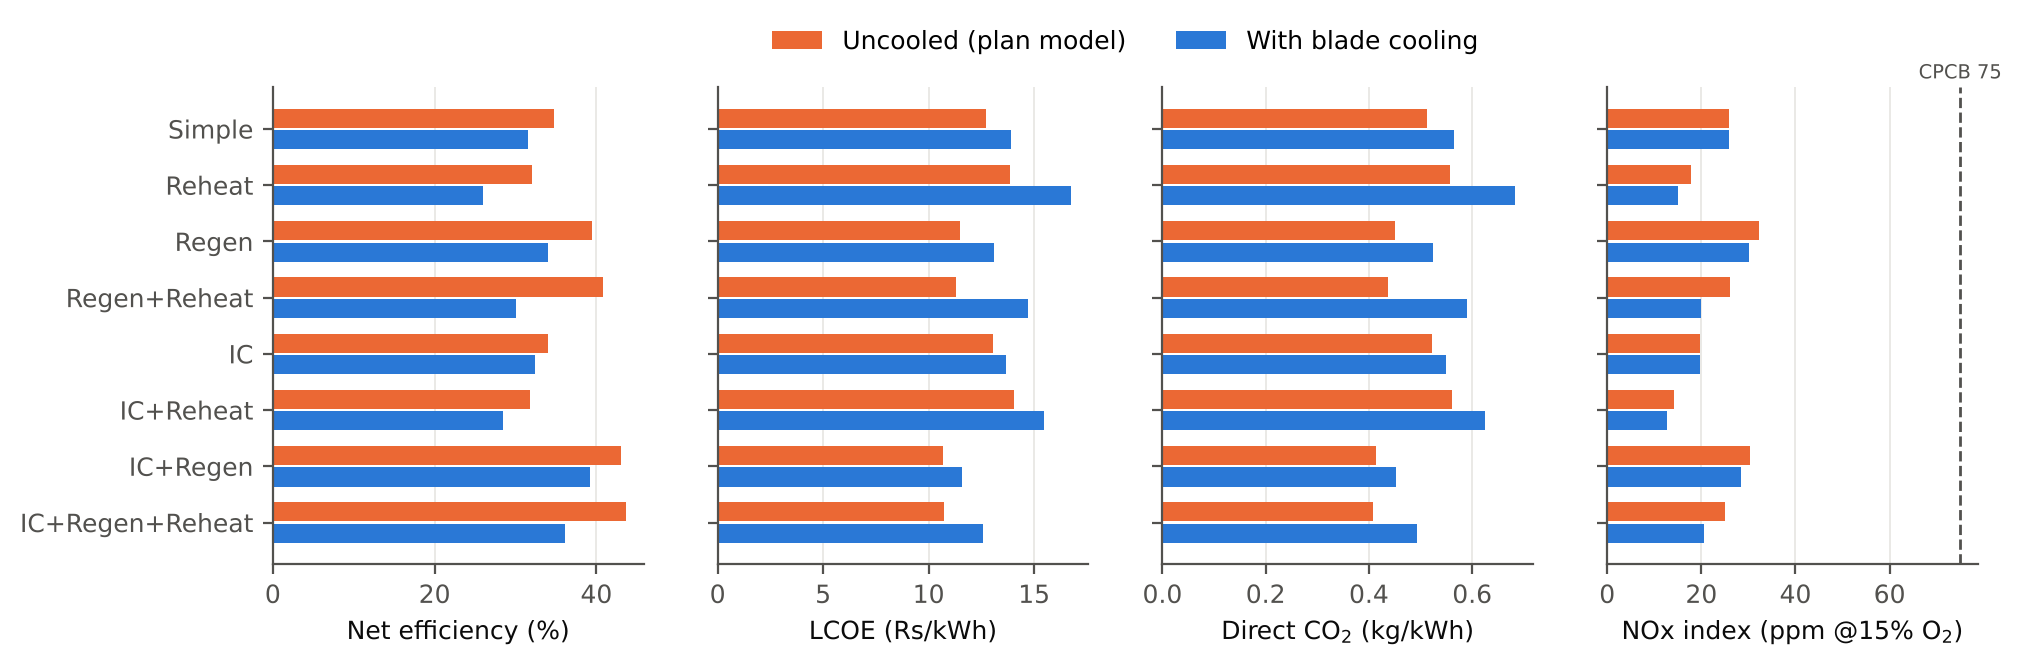 Uncooled (plan model) With blade cooling
CPCB 75
Simple
Reheat
Regen
Regen+Reheat
IC
IC+Reheat
IC+Regen
IC+Regen+Reheat
0 20 40
Net efficiency (%)
0 5 10 15
LCOE (Rs/kWh)
0.0 0.2 0.4 0.6
Direct CO₂ (kg/kWh)
0 20 40 60
NOx index (ppm @15% O₂)